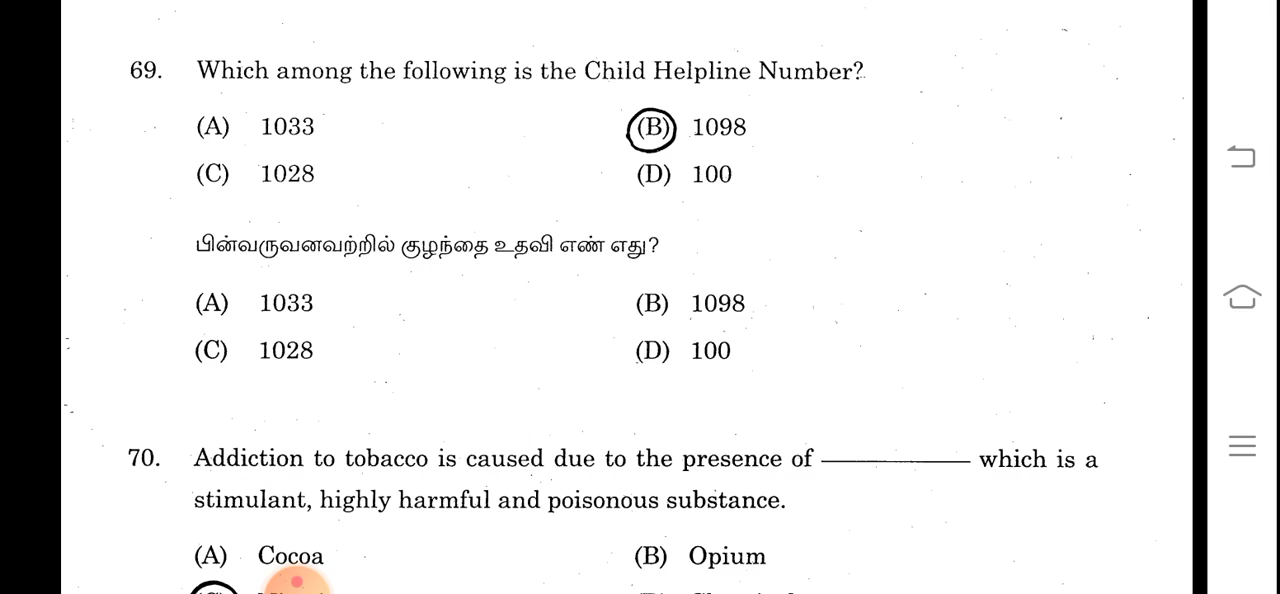 69. Which among the following is the Child Helpline Number?
(A) 1033 (B) 1098
(C) 1028 (D) 100
பின்வருவனவற்றில் குழந்தை உதவி எண் எது?
(A) 1033 (B) 1098
(C) 1028 (D) 100
70. Addiction to tobacco is caused due to the presence of ______ which is a
stimulant, highly harmful and poisonous substance.
(A) Cocoa (B) Opium